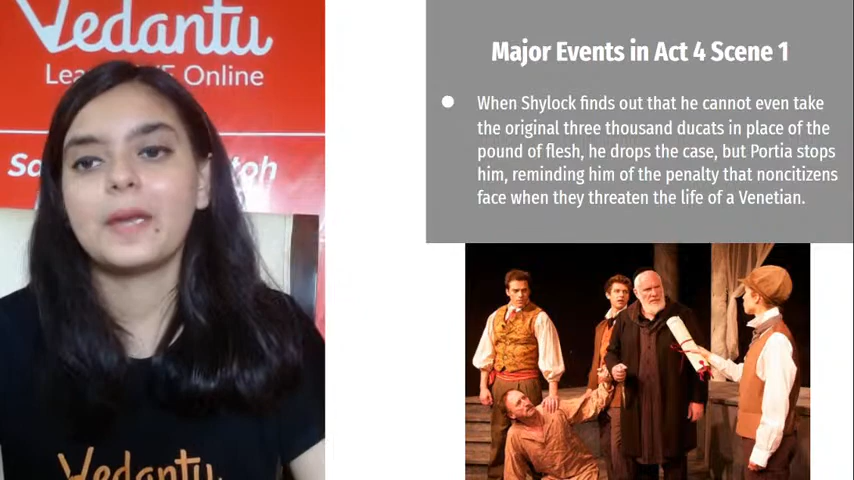 Vedantu
Online
Major Events in Act 4 Scene 1
When Shylock finds out that he cannot even take
the original three thousand ducats in place of the
pound of flesh, he drops the case, but Portia stops
him, reminding him of the penalty that noncitizens
face when they threaten the life of a Venetian.
Vedantu